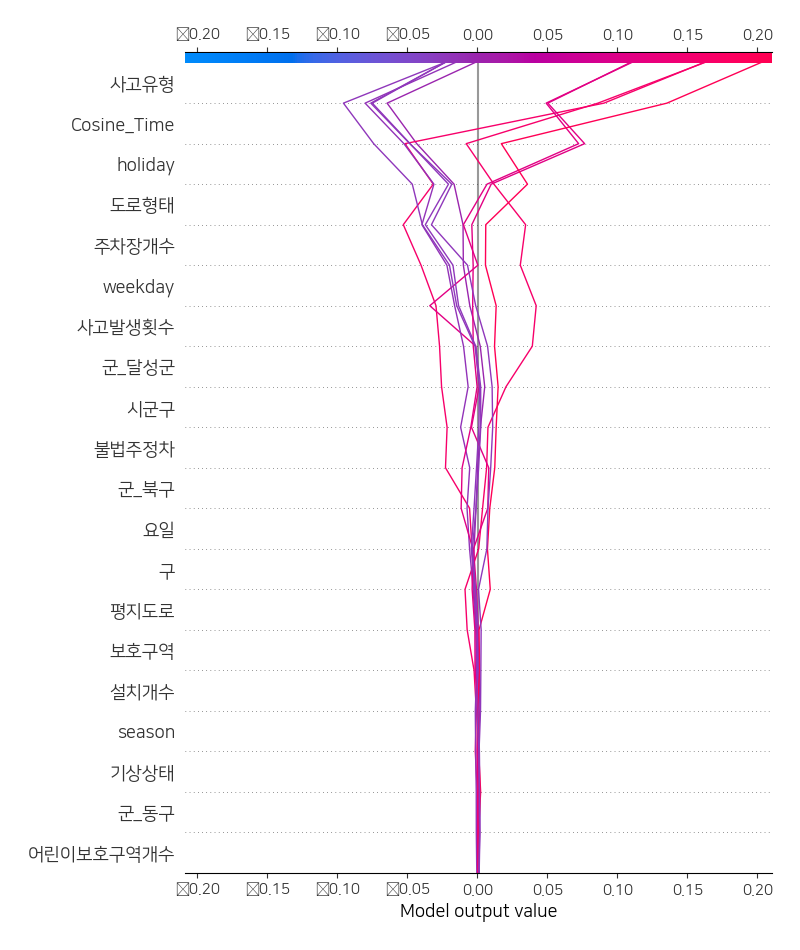 ☒0.20 ☒0.15 ☒0.10 ☒0.05 0.00 0.05 0.10 0.15 0.20
사고유형
Cosine_Time
holiday
도로형태
주차장개수
weekday
사고발생횟수
군_달성군
시군구
불법주정차
군_북구
요일
구
평지도로
보호구역
설치개수
season
기상상태
군_동구
어린이보호구역개수
☒0.20 ☒0.15 ☒0.10 ☒0.05 0.00 0.05 0.10 0.15 0.20
Model output value